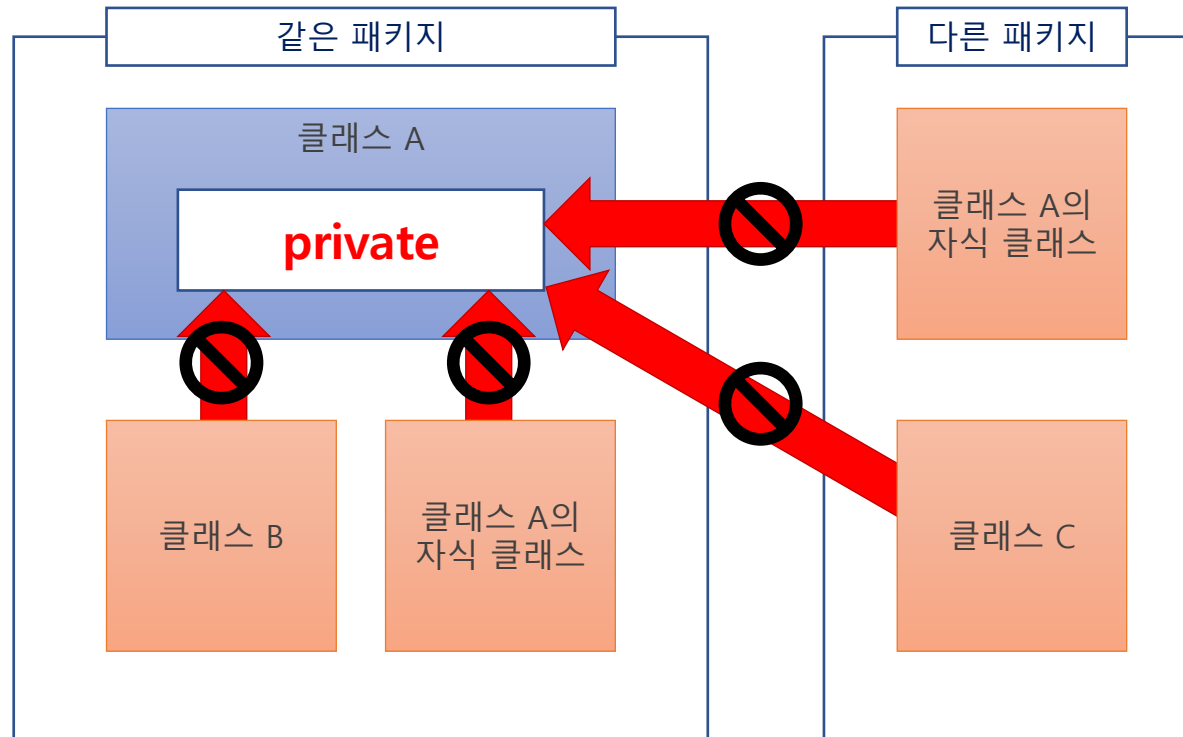 같은 패키지
다른 패키지
클래스 A
private
클래스 A의
자식 클래스
클래스 B
클래스 A의
자식 클래스
클래스 C